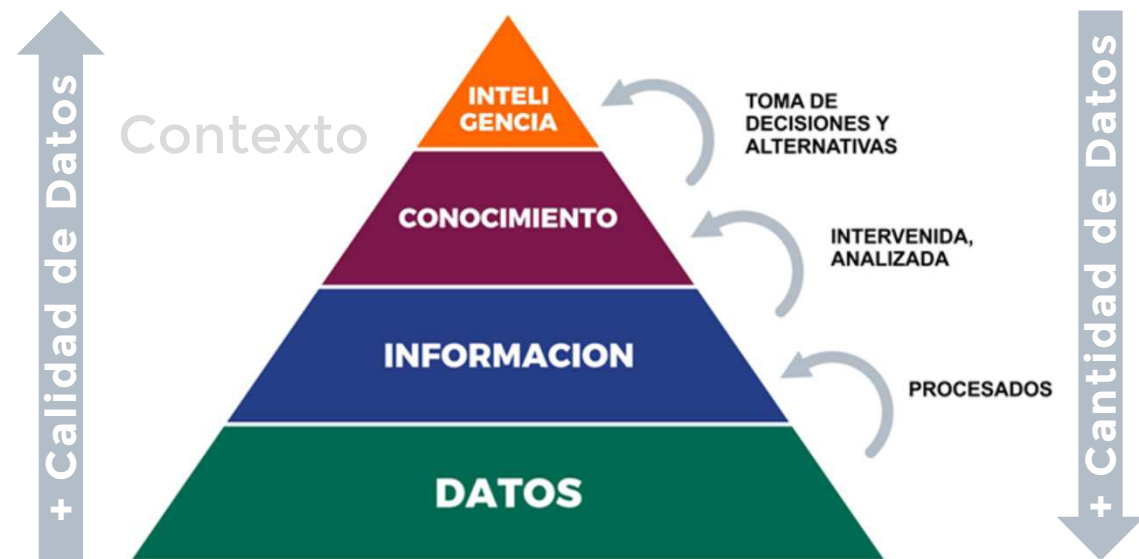 + Calidad de Datos
Contexto
INTELI
GENCIA
TOMA DE
DECISIONES Y
ALTERNATIVAS
CONOCIMIENTO
INTERVENIDA,
ANALIZADA
INFORMACION
PROCESADOS
DATOS
+ Cantidad de Datos